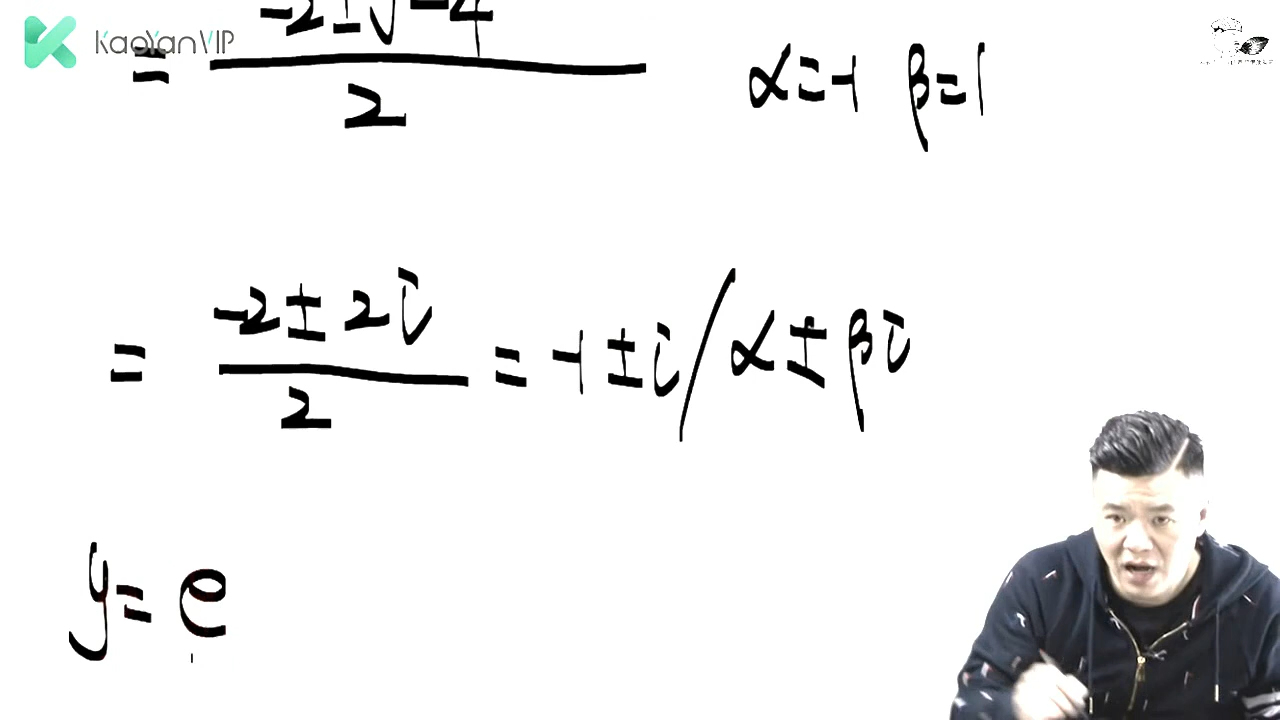 KaoYanVIP
= -2±√-4 / 2
α=-1 β=1
= -2±2i / 2 = -1±i / α±βi
y=e